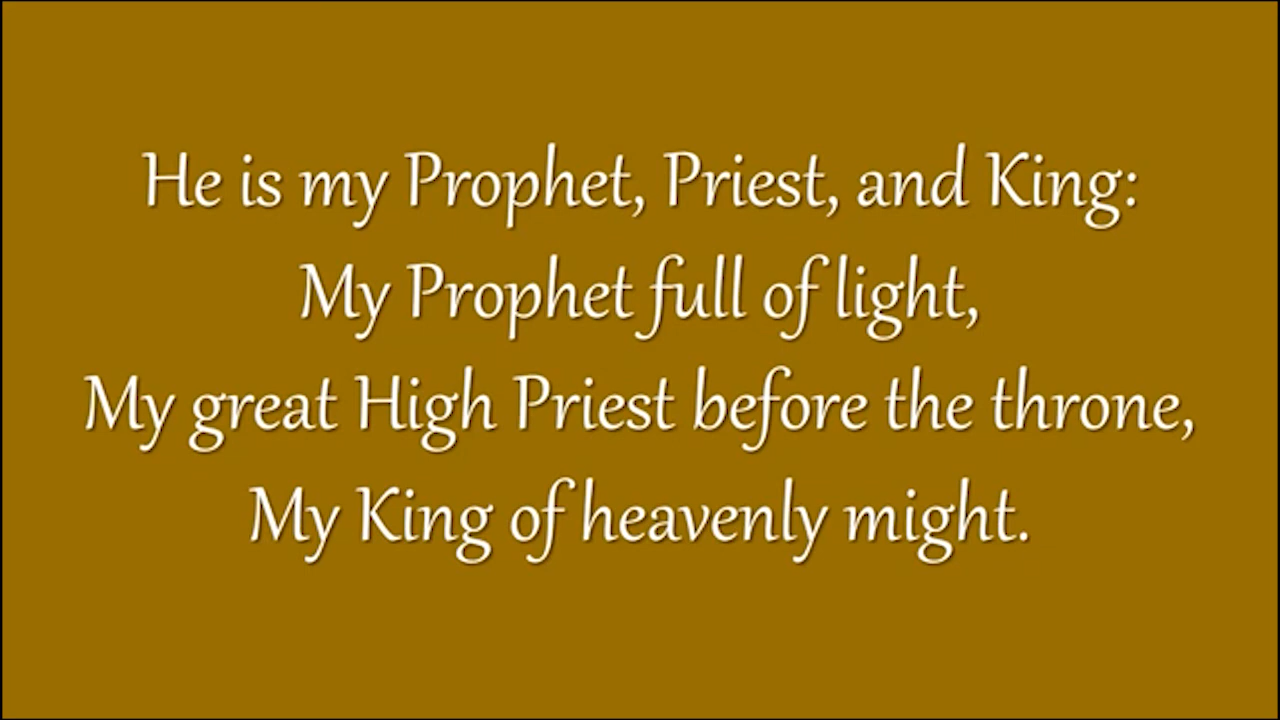 He is my Prophet, Priest, and King:
My Prophet full of light,
My great High Priest before the throne,
My King of heavenly might.